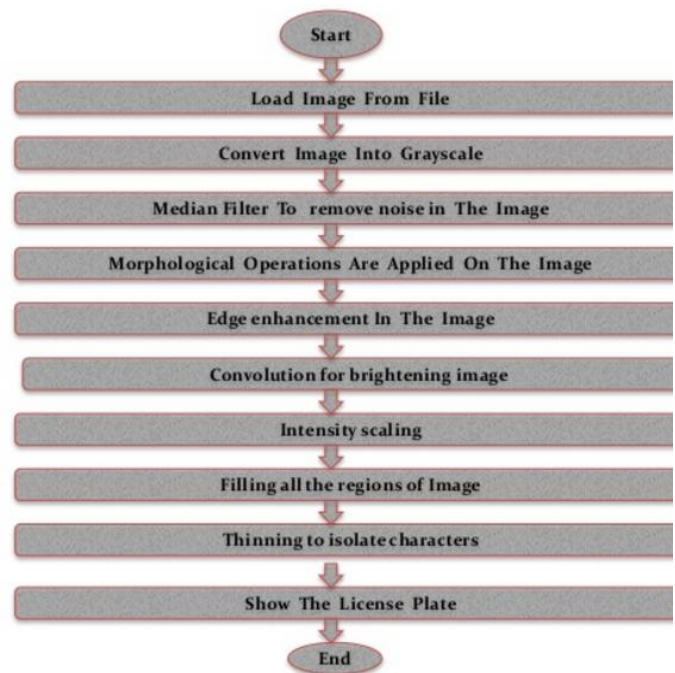 Start
Load Image From File
Convert Image Into Grayscale
Median Filter To remove noise in The Image
Morphological Operations Are Applied On The Image
Edge enhancement In The Image
Convolution for brightening image
Intensity scaling
Filling all the regions of Image
Thinning to isolate characters
Show The License Plate
End